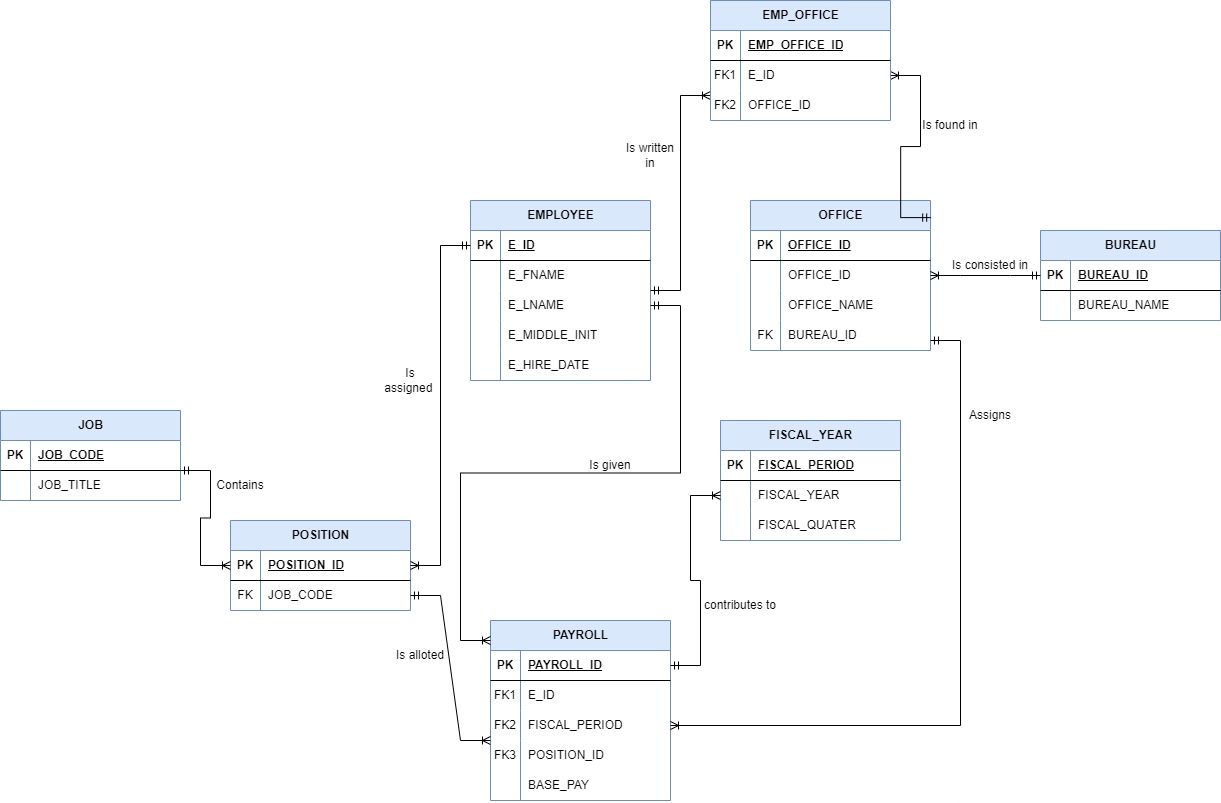 EMP_OFFICE
PK EMP_OFFICE_ID
FK1 E_ID
FK2 OFFICE_ID
Is found in
Is written
in
EMPLOYEE
PK E_ID
E_FNAME
E_LNAME
E_MIDDLE_INIT
E_HIRE_DATE
OFFICE
PK OFFICE_ID
OFFICE_ID
OFFICE_NAME
FK BUREAU_ID
Is consisted in
BUREAU
PK BUREAU_ID
BUREAU_NAME
Is
assigned
Assigns
JOB
PK JOB_CODE
JOB_TITLE
Contains
Is given
FISCAL_YEAR
PK FISCAL_PERIOD
FISCAL_YEAR
FISCAL_QUATER
POSITION
PK POSITION_ID
FK JOB_CODE
contributes to
Is alloted
PAYROLL
PK PAYROLL_ID
FK1 E_ID
FK2 FISCAL_PERIOD
FK3 POSITION_ID
BASE_PAY